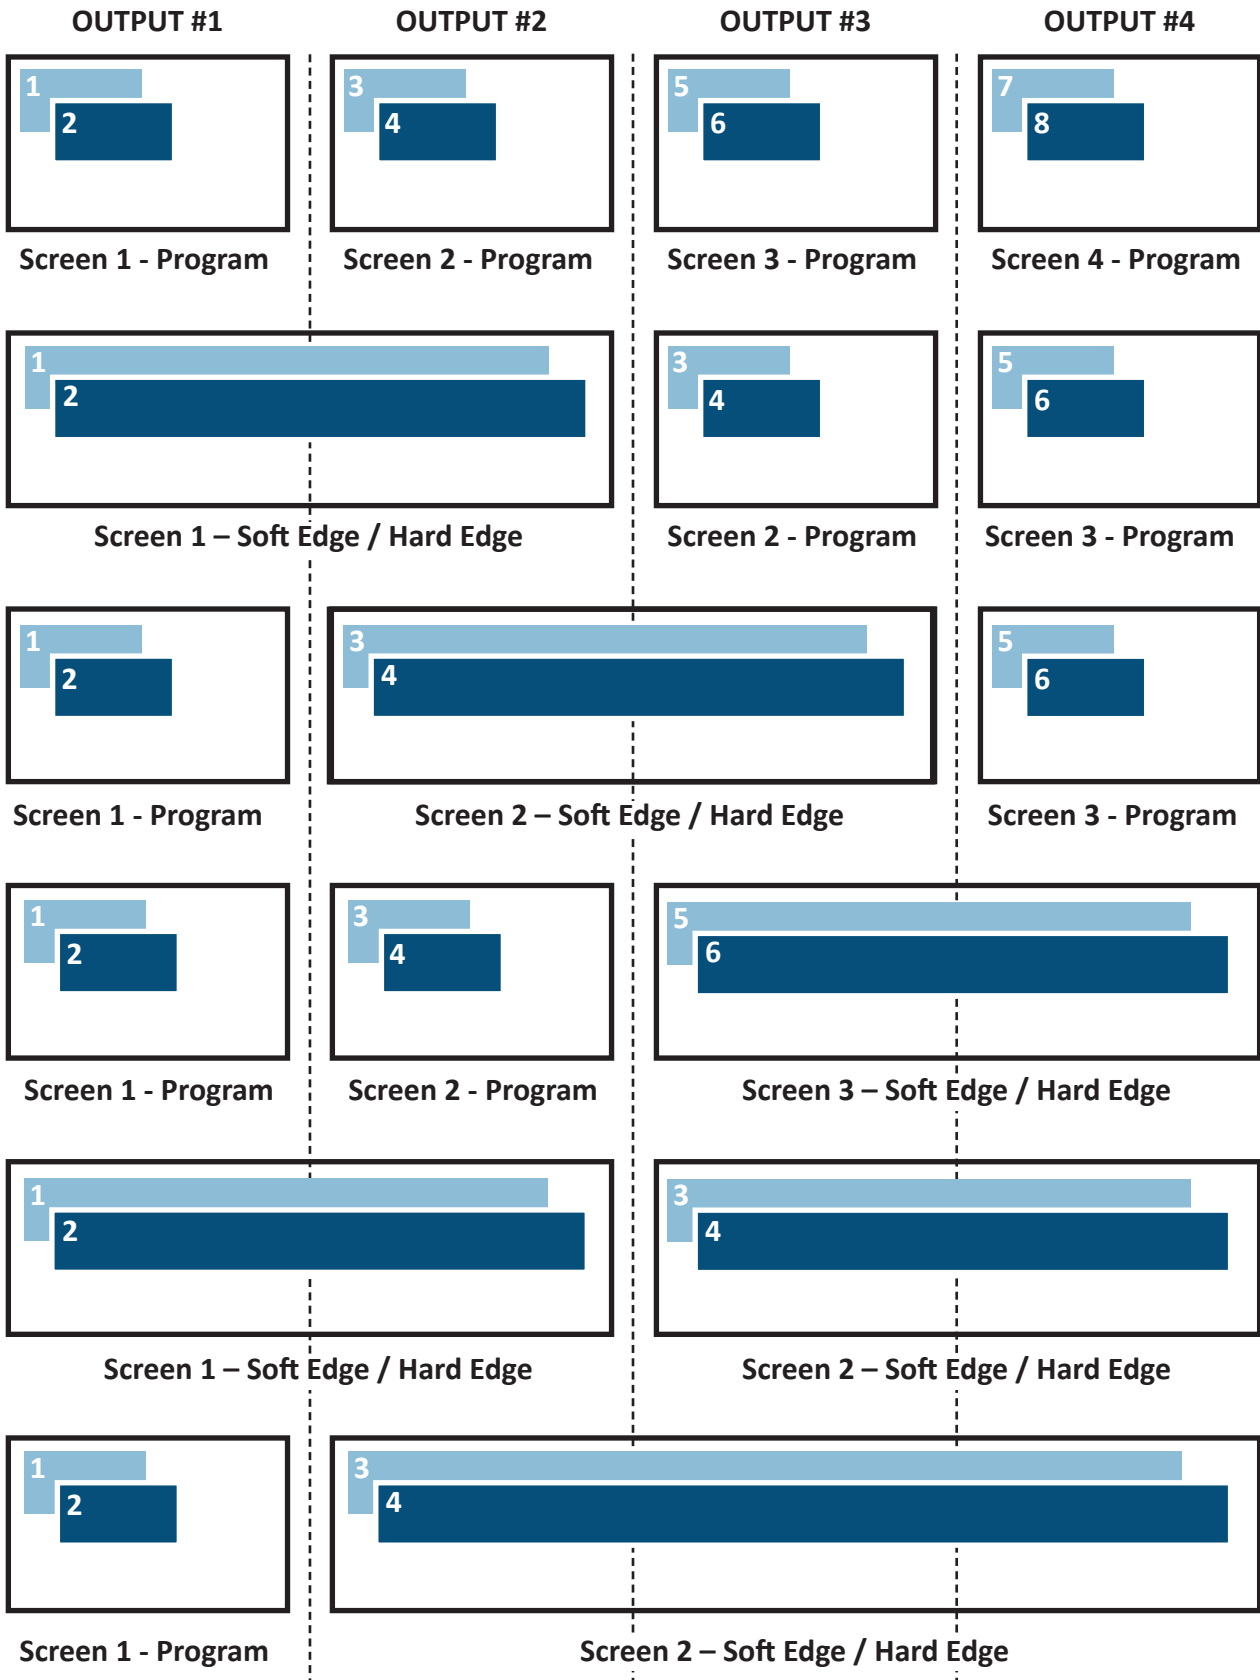 OUTPUT #1 OUTPUT #2 OUTPUT #3 OUTPUT #4
1 3 5 7
2 4 6 8
Screen 1 - Program Screen 2 - Program Screen 3 - Program Screen 4 - Program
1 3 5
2 4 6
Screen 1 – Soft Edge / Hard Edge Screen 2 - Program Screen 3 - Program
1 3 5
2 4 6
Screen 1 - Program Screen 2 – Soft Edge / Hard Edge Screen 3 - Program
1 3 5
2 4 6
Screen 1 - Program Screen 2 - Program Screen 3 – Soft Edge / Hard Edge
1 3
2 4
Screen 1 – Soft Edge / Hard Edge Screen 2 – Soft Edge / Hard Edge
1 3
2 4
Screen 1 - Program Screen 2 – Soft Edge / Hard Edge